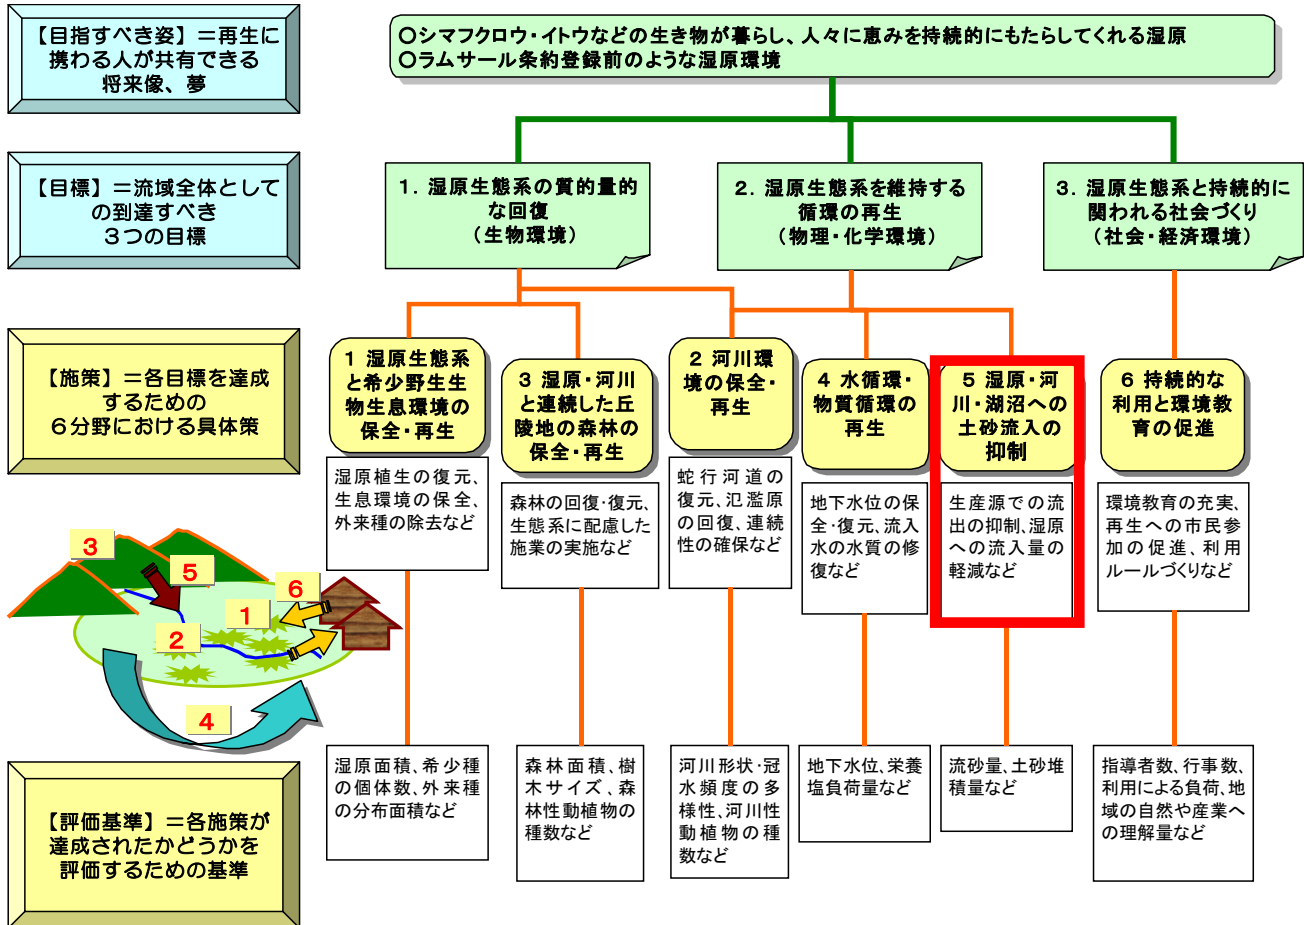 【目指すべき姿】＝再生に
携わる人が共有できる
将来像、夢
○シマフクロウ・イトウなどの生き物が暮らし、人々に恵みを持続的にもたらしてくれる湿原
○ラムサール条約登録前のような湿原環境
【目標】＝流域全体として
の到達すべき
３つの目標
１．湿原生態系の質的量的
な回復
（生物環境）
２．湿原生態系を維持する
循環の再生
（物理・化学環境）
３．湿原生態系と持続的に
関われる社会づくり
（社会・経済環境）
【施策】＝各目標を達成
するための
６分野における具体策
１ 湿原生態系
と希少野生生
物生息環境の
保全・再生
湿原植生の復元、
生息環境の保全、
外来種の除去など
３ 湿原・河川
と連続した丘
陵地の森林の
保全・再生
森林の回復・復元、
生態系に配慮した
施業の実施など
２ 河川環
境の保全・
再生
蛇行河道の
復元、氾濫原
の回復、連続
性の確保など
４ 水循環・
物質循環の
再生
地下水位の保
全・復元、流入
水の水質の修
復など
５ 湿原・河
川・湖沼への
土砂流入の
抑制
生産源での流
出の抑制、湿原
への流入量の
軽減など
６ 持続的な
利用と環境教
育の促進
環境教育の充実、
再生への市民参
加の促進、利用
ルールづくりなど
３
５
６
１
２
４
【評価基準】＝各施策が
達成されたかどうかを
評価するための基準
湿原面積、希少種
の個体数、外来種
の分布面積など
森林面積、樹
木サイズ、森
林性動植物の
種数など
河川形状・冠
水頻度の多
様性、河川性
動植物の種
数など
地下水位、栄養
塩負荷量など
流砂量、土砂堆
積量など
指導者数、行事数、
利用による負荷、地
域の自然や産業へ
の理解量など